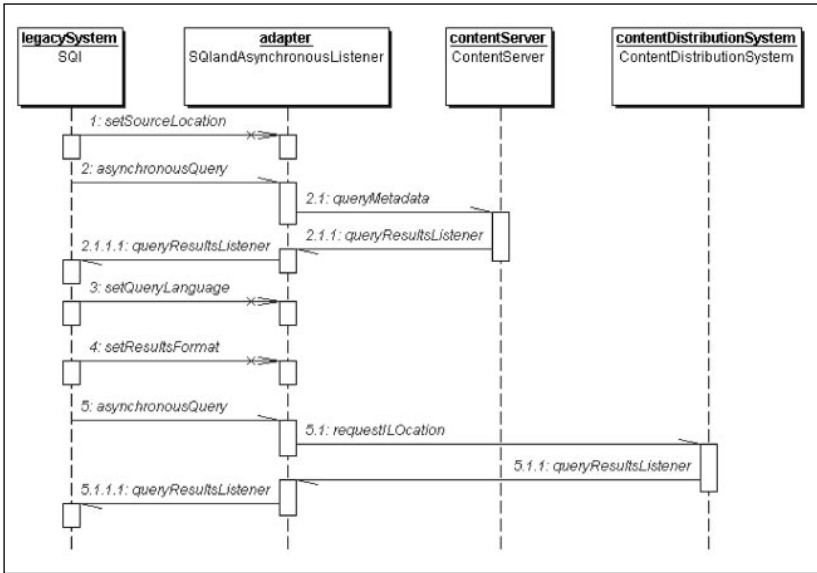 legacySystem
SQI
adapter
SQIandAsynchronousListener
contentServer
ContentServer
contentDistributionSystem
ContentDistributionSystem
1: setSourceLocation
2: asynchronousQuery
2.1: queryMetadata
2.1.1: queryResultsListener
2.1.1.1: queryResultsListener
3: setQueryLanguage
4: setResultsFormat
5: asynchronousQuery
5.1: requestILOcation
5.1.1: queryResultsListener
5.1.1.1: queryResultsListener